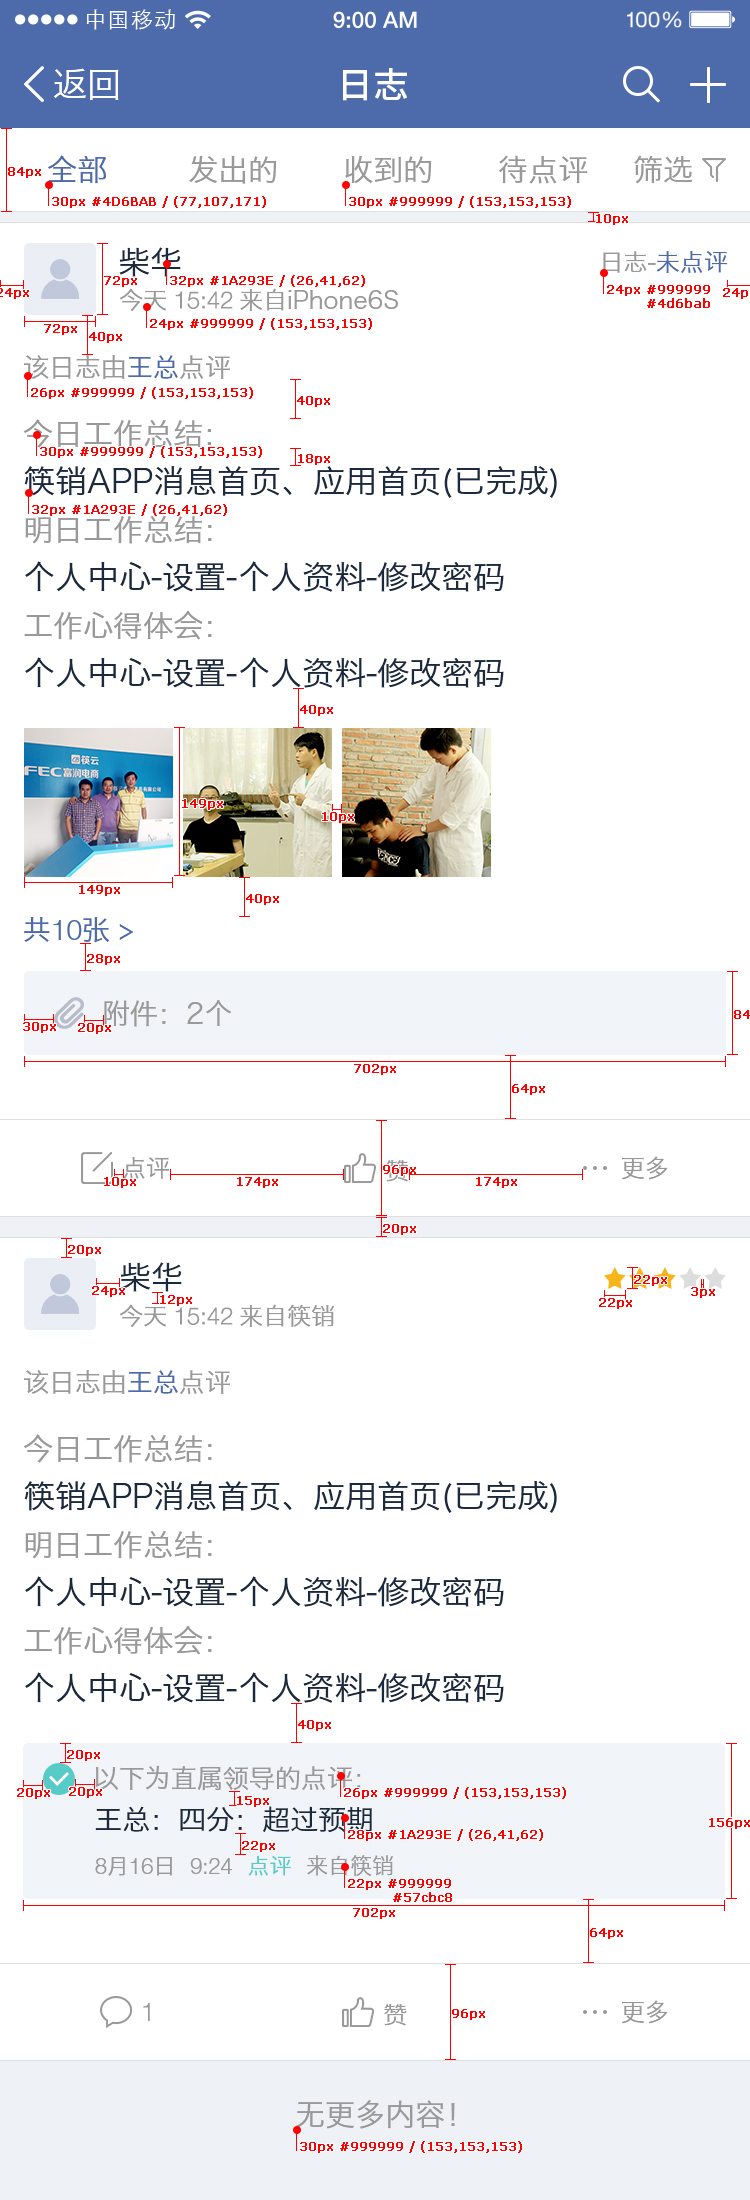 中国移动 9:00 AM 100%
返回 日志
全部 发出的 收到的 待点评 筛选
84px
30px #4D6BAB / (77,107,171) 30px #999999 / (153,153,153)
10px
柴华 日志-未点评
72px 32px #1A293E / (26,41,62)
24px 24px #999999 24px
#4d6bab
今天 15:42 来自iPhone6S
24px #999999 / (153,153,153)
72px 40px
该日志由王总点评
26px #999999 / (153,153,153) 40px
今日工作总结:
30px #999999 / (153,153,153) 18px
筷销APP消息首页、应用首页(已完成)
32px #1A293E / (26,41,62)
明日工作总结:
个人中心-设置-个人资料-修改密码
工作心得体会:
个人中心-设置-个人资料-修改密码
40px
筷云
FEC 富润电商
149px 10px
149px 40px
共10张 >
28px
附件: 2个
30px 20px 84
702px
64px
点评 赞 ··· 更多
10px 174px 96px 174px
20px
20px
柴华
24px 12px 22px 22px 3px
今天 15:42 来自筷销
该日志由王总点评
今日工作总结:
筷销APP消息首页、应用首页(已完成)
明日工作总结:
个人中心-设置-个人资料-修改密码
工作心得体会:
个人中心-设置-个人资料-修改密码
40px
20px
以下为直属领导的点评:
20px 20px 26px #999999 / (153,153,153)
15px
王总: 四分: 超过预期 156px
28px #1A293E / (26,41,62)
22px
8月16日 9:24 点评 来自筷销
22px #999999
#57cbc8
702px
64px
1 赞 ··· 更多
96px
无更多内容!
30px #999999 / (153,153,153)